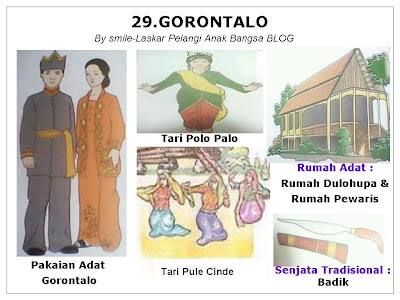 29.GORONTALO
By smile-Laskar Pelangi Anak Bangsa BLOG
Tari Polo Palo
Rumah Adat :
Rumah Dulohupa &
Rumah Pewaris
Pakaian Adat
Gorontalo
Tari Pule Cinde
Senjata Tradisional :
Badik